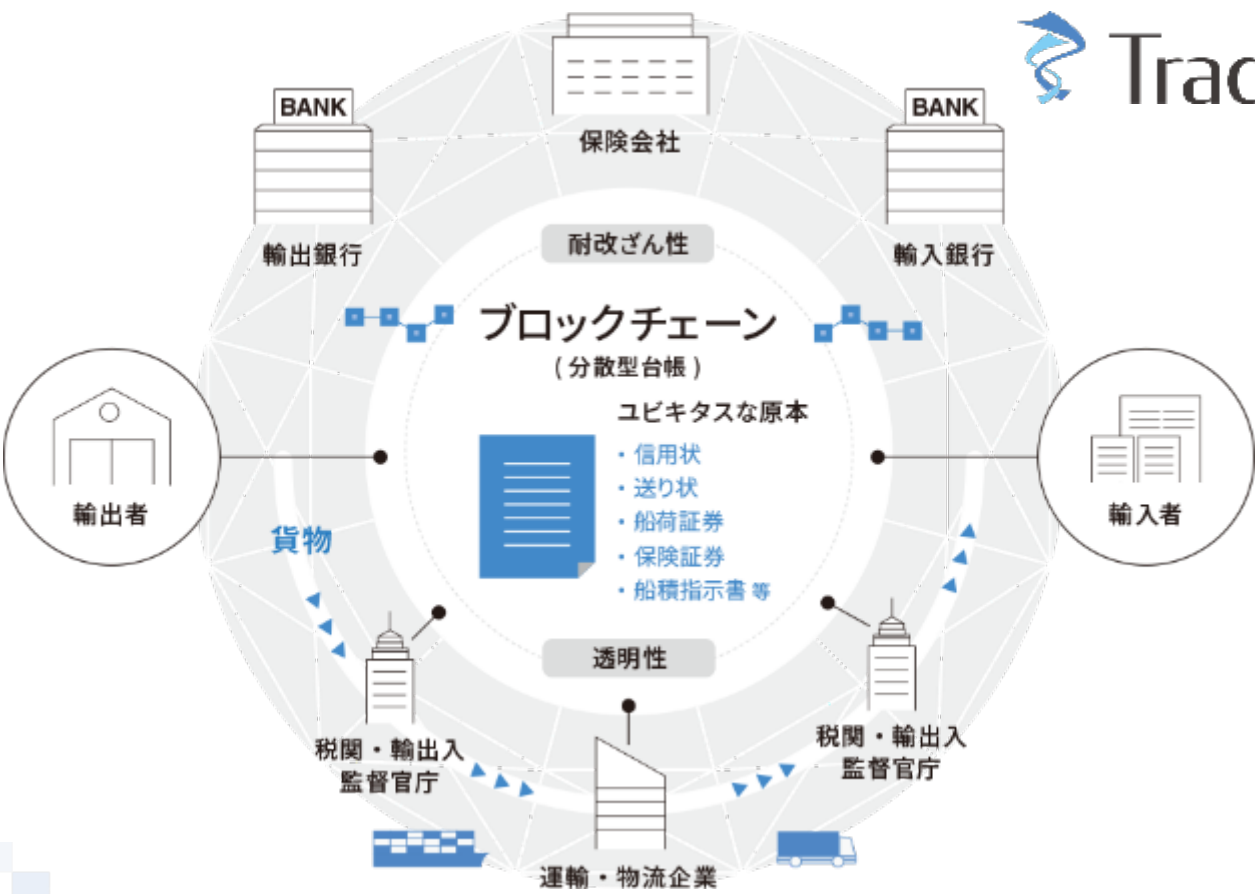 Trac
BANK
BANK
保険会社
輸出銀行
輸入銀行
耐改ざん性
ブロックチェーン
(分散型台帳)
ユビキタスな原本
・信用状
・送り状
・船荷証券
・保険証券
・船積指示書 等
輸出者
輸入者
貨物
透明性
税関・輸出入
監督官庁
税関・輸出入
監督官庁
運輸・物流企業